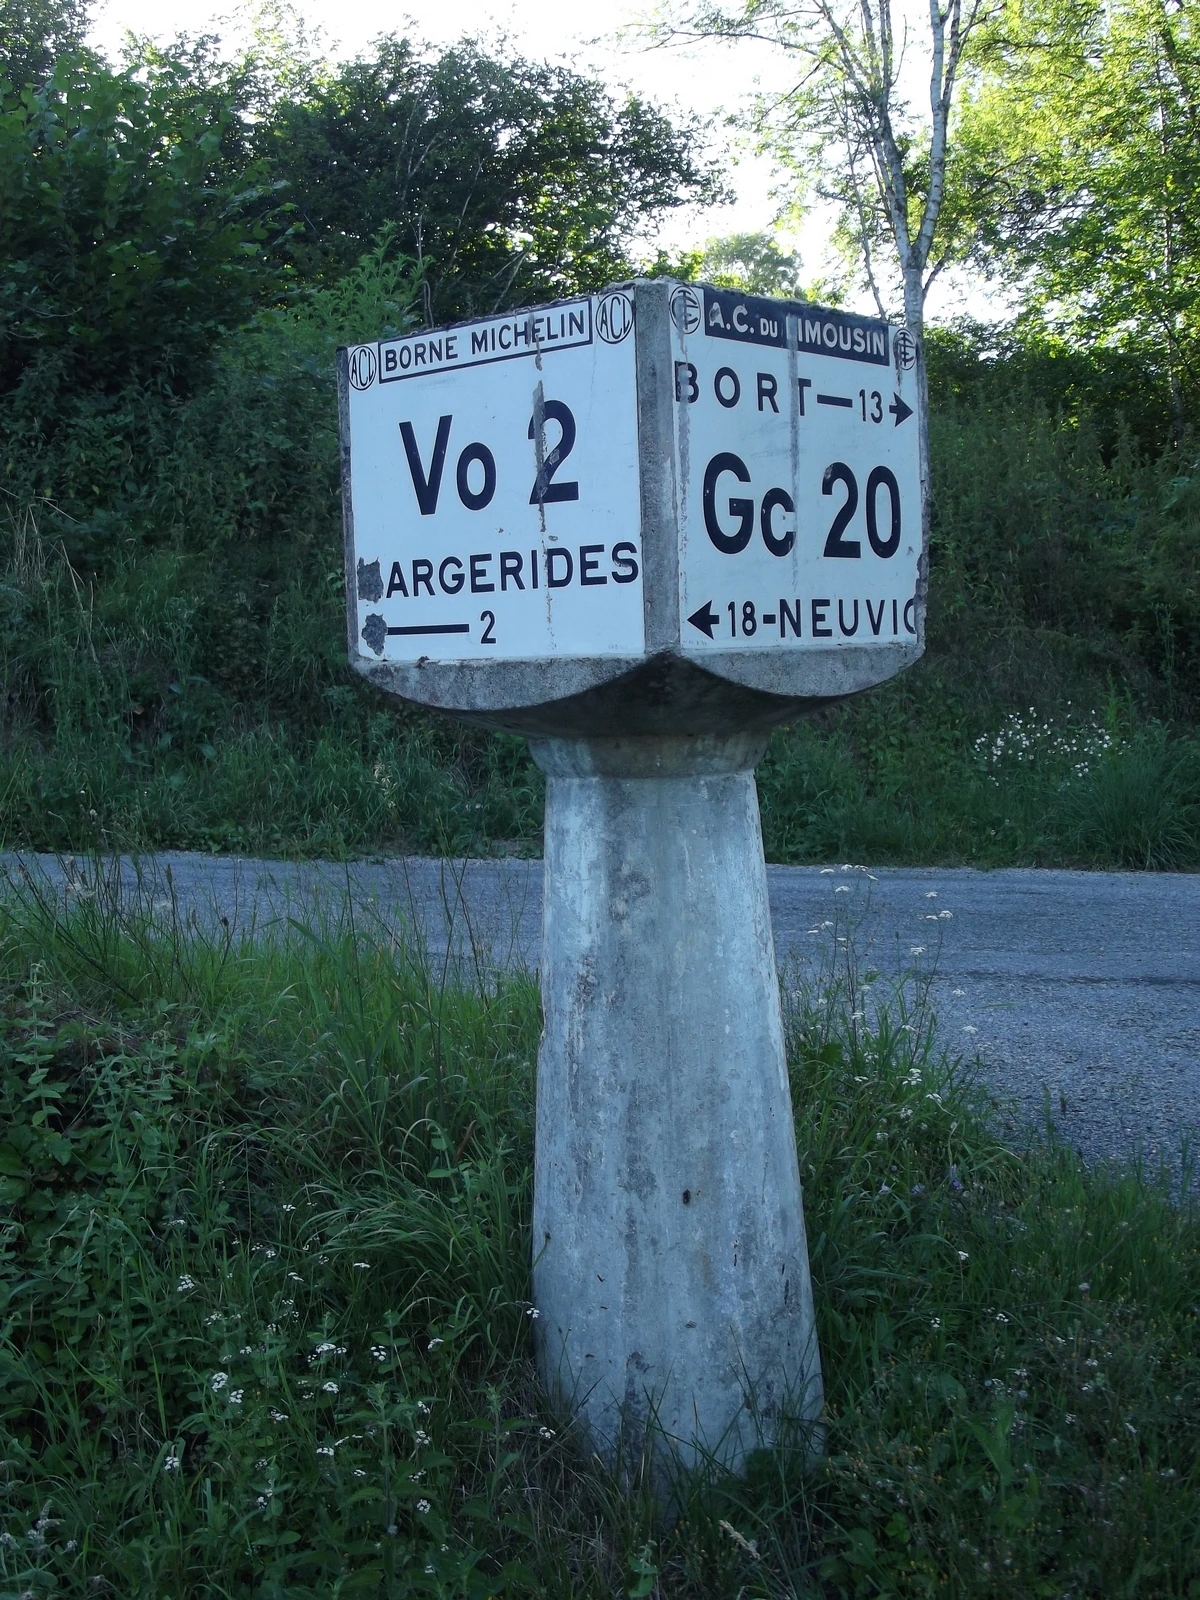 ACL BORNE MICHELIN ACL
Vo 2
ARGERIDES
2
A.C. DU LIMOUSIN
BORT 13
Gc 20
18-NEUVIC